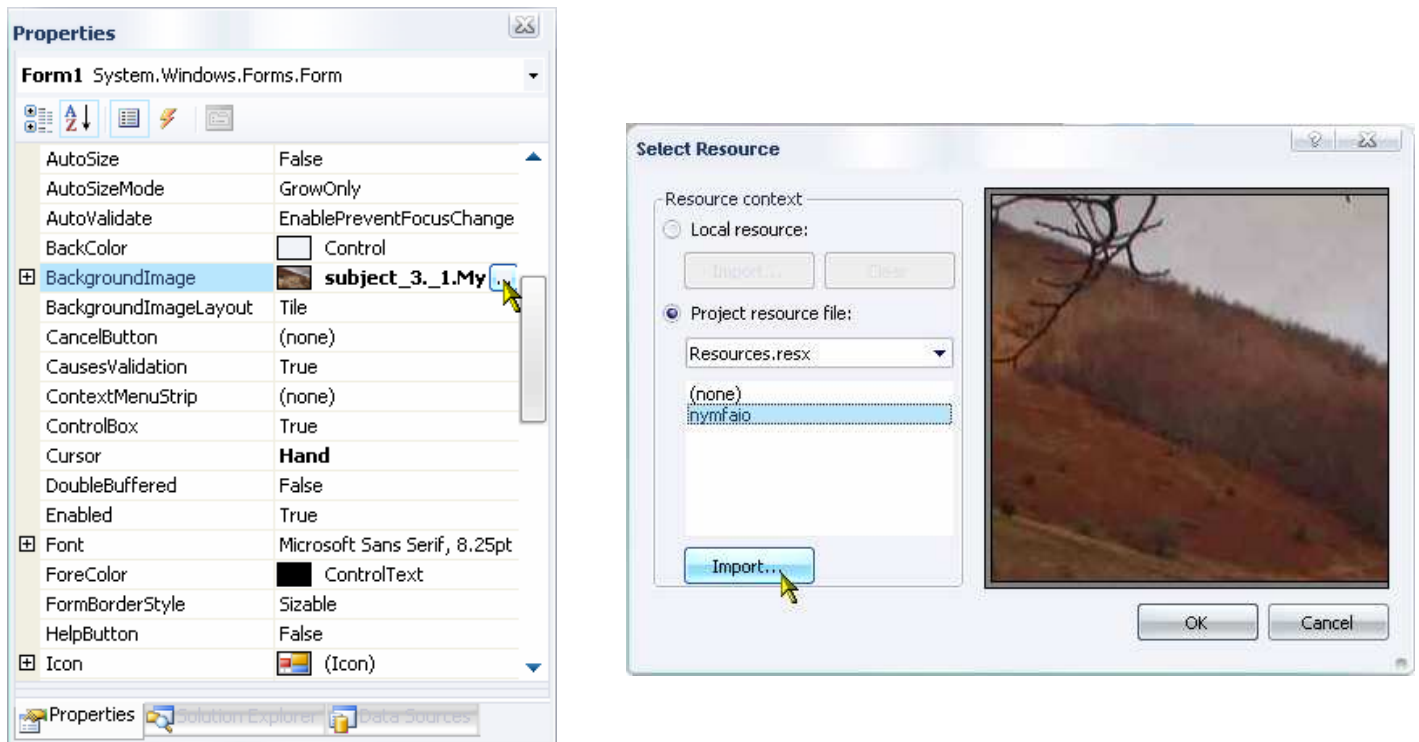 Properties
Form1 System.Windows.Forms.Form
AutoSize False
AutoSizeMode GrowOnly
AutoValidate EnablePreventFocusChange
BackColor Control
BackgroundImage subject_3._1.My ...
BackgroundImageLayout Tile
CancelButton (none)
CausesValidation True
ContextMenuStrip (none)
ControlBox True
Cursor Hand
DoubleBuffered False
Enabled True
Font Microsoft Sans Serif, 8.25pt
ForeColor ControlText
FormBorderStyle Sizable
HelpButton False
Icon (Icon)
Properties Solution Explorer Data Sources
Select Resource
Resource context
Local resource:
Import... Clear
Project resource file:
Resources.resx
(none)
nymfaio
Import...
OK Cancel